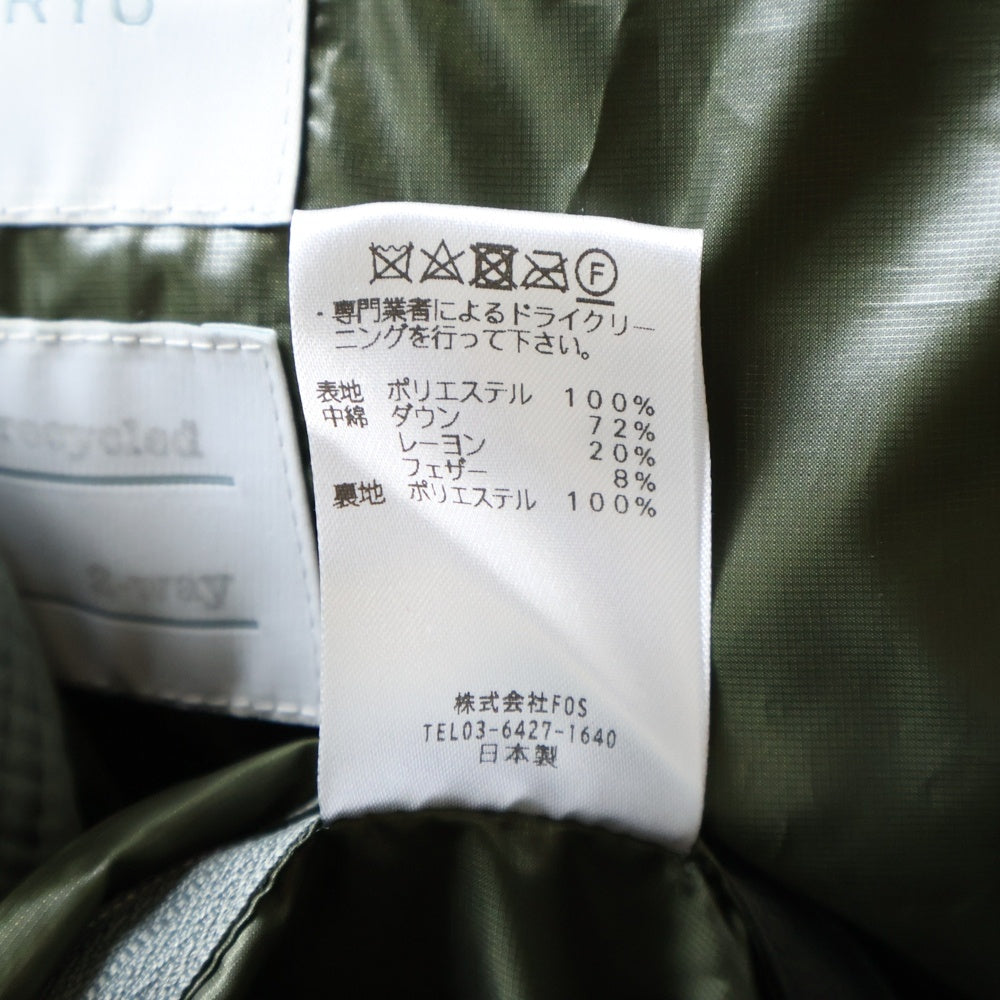 RYU
・専門業者によるドライクリー
ニングを行って下さい。
表地 ポリエステル 100%
中綿 ダウン 72%
レーヨン 20%
フェザー 8%
裏地 ポリエステル 100%
株式会社FOS
TEL03-6427-1640
日本製
Recycled
F